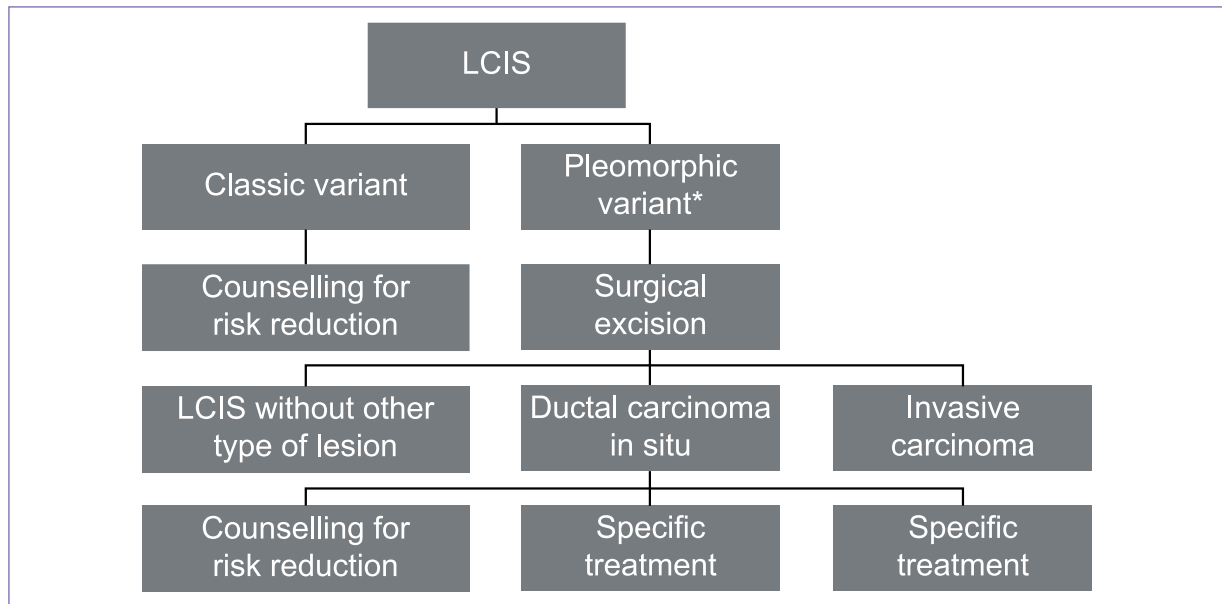 LCIS
Classic variant
Pleomorphic
variant*
Counselling for
risk reduction
Surgical
excision
LCIS without other
type of lesion
Ductal carcinoma
in situ
Invasive
carcinoma
Counselling for
risk reduction
Specific
treatment
Specific
treatment